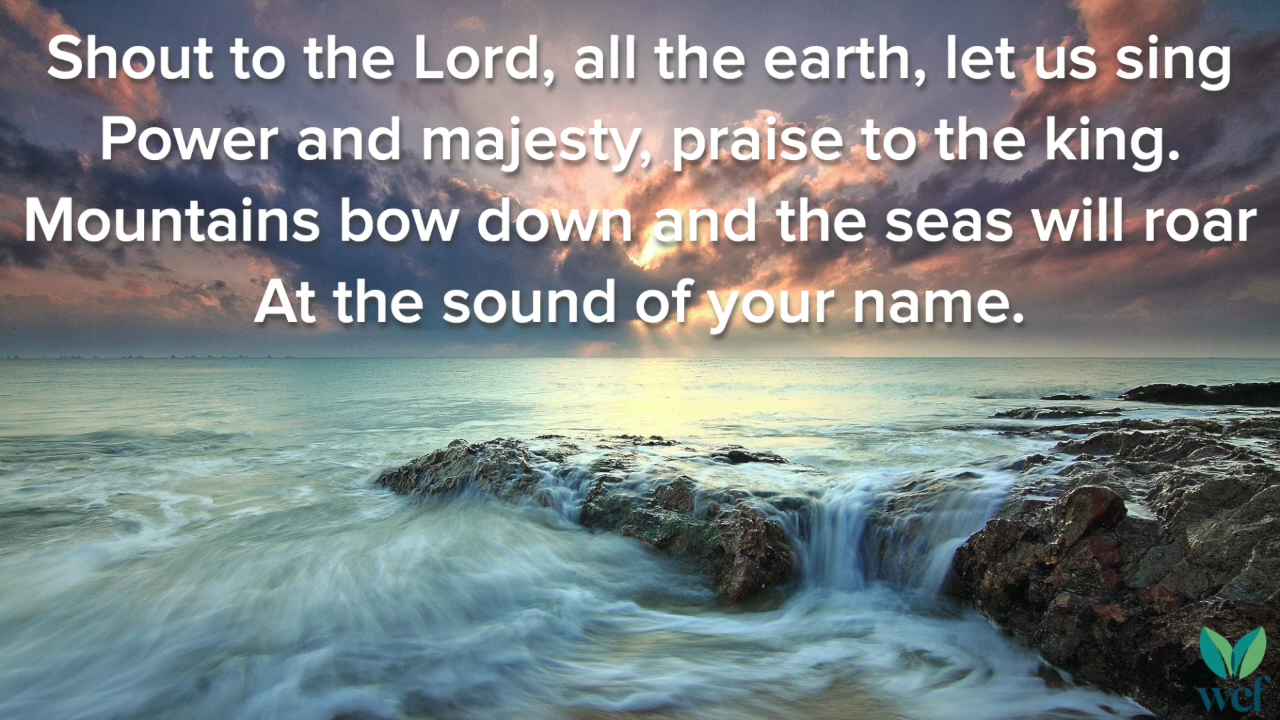 Shout to the Lord, all the earth, let us sing
Power and majesty, praise to the king.
Mountains bow down and the seas will roar
At the sound of your name.
wcf